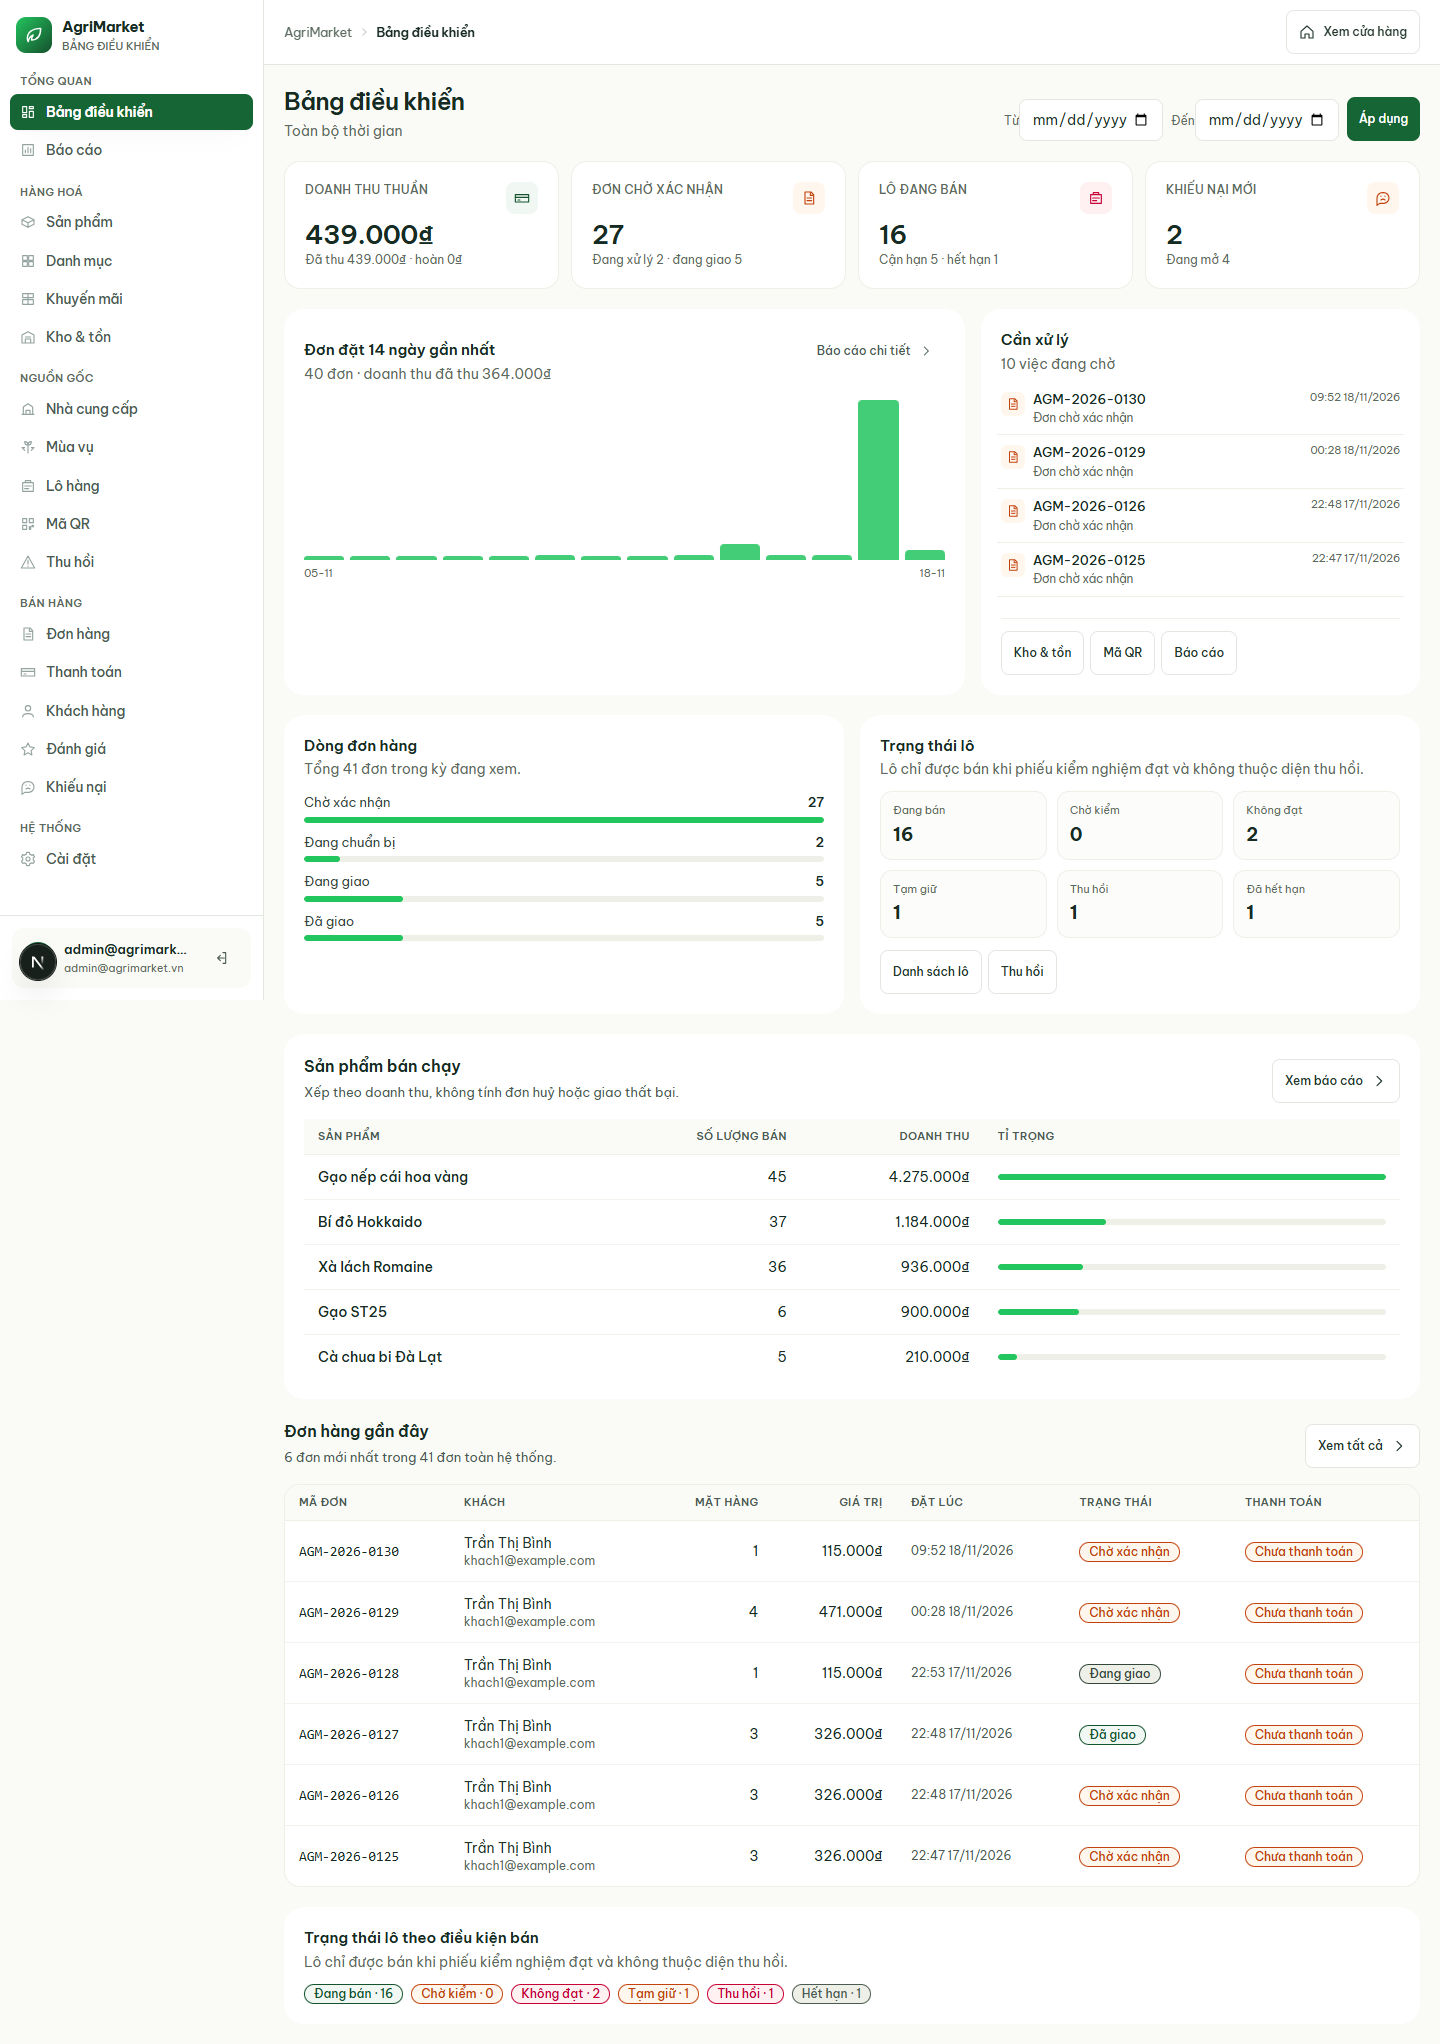 AgriMarket
BẢNG ĐIỀU KHIỂN
TỔNG QUAN
Bảng điều khiển
Báo cáo
HÀNG HOÁ
Sản phẩm
Danh mục
Khuyến mãi
Kho & tồn
NGUỒN GỐC
Nhà cung cấp
Mùa vụ
Lô hàng
Mã QR
Thu hồi
BÁN HÀNG
Đơn hàng
Thanh toán
Khách hàng
Đánh giá
Khiếu nại
HỆ THỐNG
Cài đặt
N
admin@agrimark...
admin@agrimarket.vn
AgriMarket > Bảng điều khiển
Xem cửa hàng
Bảng điều khiển
Toàn bộ thời gian
Từ mm/dd/yyyy Đến mm/dd/yyyy Áp dụng
DOANH THU THUẦN
439.000₫
Đã thu 439.000₫ · hoàn 0₫
ĐƠN CHỜ XÁC NHẬN
27
Đang xử lý 2 · đang giao 5
LÔ ĐANG BÁN
16
Cận hạn 5 · hết hạn 1
KHIẾU NẠI MỚI
2
Đang mở 4
Đơn đặt 14 ngày gần nhất
40 đơn · doanh thu đã thu 364.000₫
Báo cáo chi tiết
05-11 18-11
Cần xử lý
10 việc đang chờ
AGM-2026-0130 09:52 18/11/2026
Đơn chờ xác nhận
AGM-2026-0129 00:28 18/11/2026
Đơn chờ xác nhận
AGM-2026-0126 22:48 17/11/2026
Đơn chờ xác nhận
AGM-2026-0125 22:47 17/11/2026
Đơn chờ xác nhận
Kho & tồn Mã QR Báo cáo
Dòng đơn hàng
Tổng 41 đơn trong kỳ đang xem.
Chờ xác nhận 27
Đang chuẩn bị 2
Đang giao 5
Đã giao 5
Trạng thái lô
Lô chỉ được bán khi phiếu kiểm nghiệm đạt và không thuộc diện thu hồi.
Đang bán
16
Chờ kiểm
0
Không đạt
2
Tạm giữ
1
Thu hồi
1
Đã hết hạn
1
Danh sách lô Thu hồi
Sản phẩm bán chạy
Xếp theo doanh thu, không tính đơn huỷ hoặc giao thất bại.
Xem báo cáo
SẢN PHẨM SỐ LƯỢNG BÁN DOANH THU TỈ TRỌNG
Gạo nếp cái hoa vàng 45 4.275.000₫
Bí đỏ Hokkaido 37 1.184.000₫
Xà lách Romaine 36 936.000₫
Gạo ST25 6 900.000₫
Cà chua bi Đà Lạt 5 210.000₫
Đơn hàng gần đây
6 đơn mới nhất trong 41 đơn toàn hệ thống.
Xem tất cả
MÃ ĐƠN KHÁCH MẶT HÀNG GIÁ TRỊ ĐẶT LÚC TRẠNG THÁI THANH TOÁN
AGM-2026-0130 Trần Thị Bình 1 115.000₫ 09:52 18/11/2026 Chờ xác nhận Chưa thanh toán
khach1@example.com
AGM-2026-0129 Trần Thị Bình 4 471.000₫ 00:28 18/11/2026 Chờ xác nhận Chưa thanh toán
khach1@example.com
AGM-2026-0128 Trần Thị Bình 1 115.000₫ 22:53 17/11/2026 Đang giao Chưa thanh toán
khach1@example.com
AGM-2026-0127 Trần Thị Bình 3 326.000₫ 22:48 17/11/2026 Đã giao Chưa thanh toán
khach1@example.com
AGM-2026-0126 Trần Thị Bình 3 326.000₫ 22:48 17/11/2026 Chờ xác nhận Chưa thanh toán
khach1@example.com
AGM-2026-0125 Trần Thị Bình 3 326.000₫ 22:47 17/11/2026 Chờ xác nhận Chưa thanh toán
khach1@example.com
Trạng thái lô theo điều kiện bán
Lô chỉ được bán khi phiếu kiểm nghiệm đạt và không thuộc diện thu hồi.
Đang bán · 16 Chờ kiểm · 0 Không đạt · 2 Tạm giữ · 1 Thu hồi · 1 Hết hạn · 1